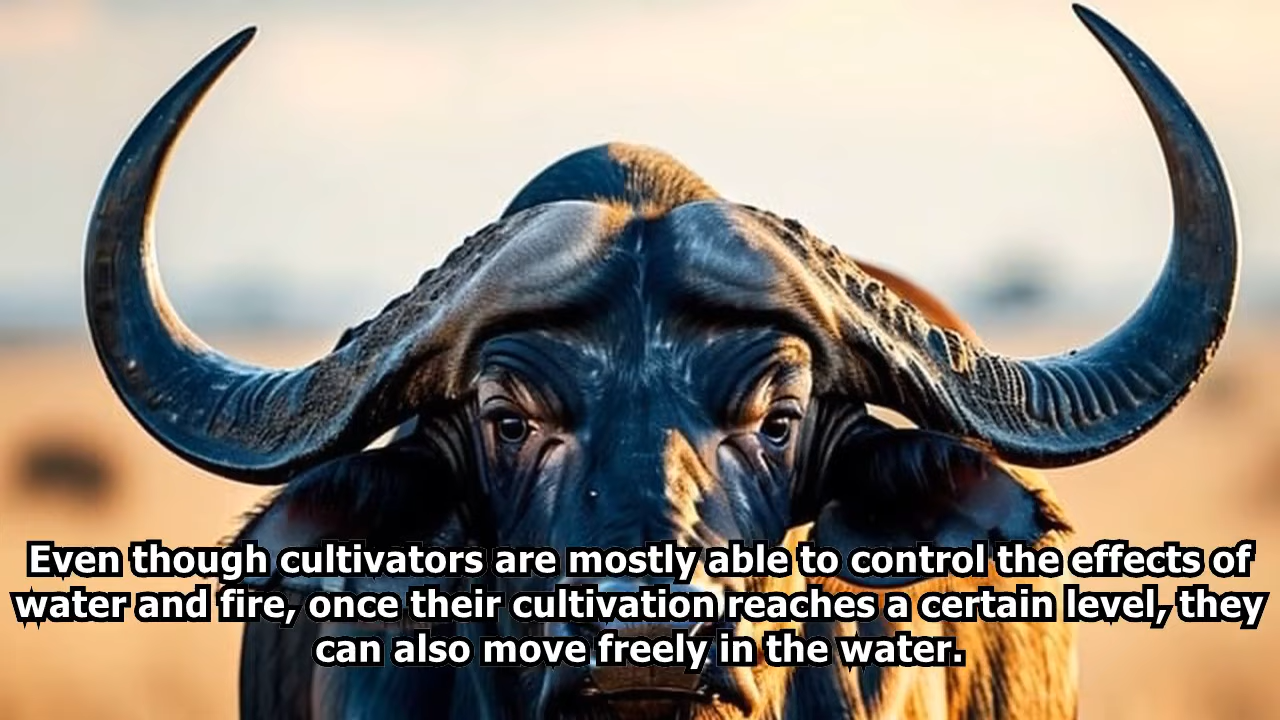 Even though cultivators are mostly able to control the effects of
water and fire, once their cultivation reaches a certain level, they
can also move freely in the water.